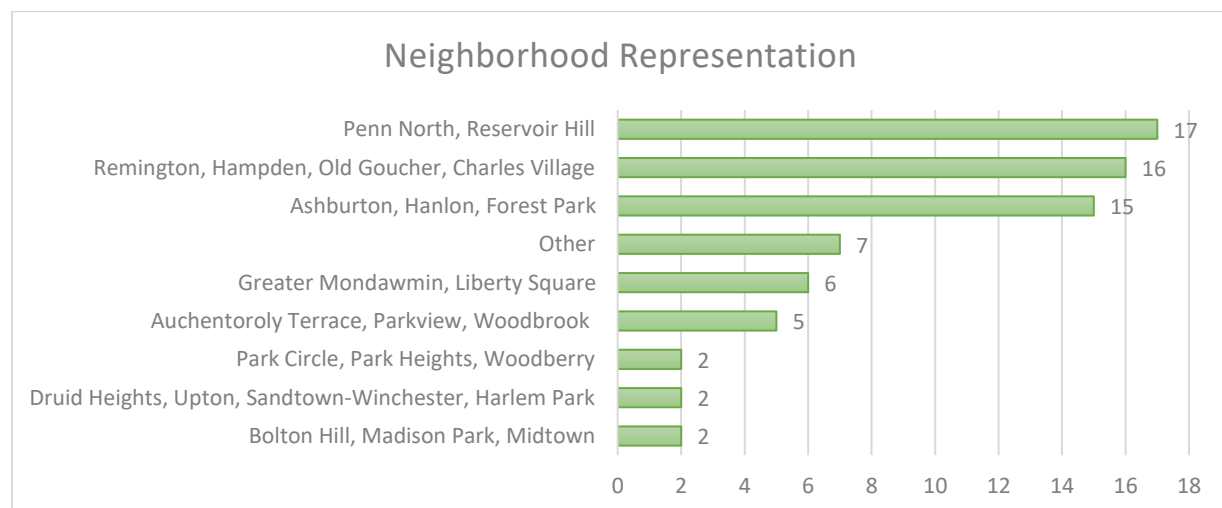 Neighborhood Representation
Penn North, Reservoir Hill 17
Remington, Hampden, Old Goucher, Charles Village 16
Ashburton, Hanlon, Forest Park 15
Other 7
Greater Mondawmin, Liberty Square 6
Auchentoroly Terrace, Parkview, Woodbrook 5
Park Circle, Park Heights, Woodberry 2
Druid Heights, Upton, Sandtown-Winchester, Harlem Park 2
Bolton Hill, Madison Park, Midtown 2
0 2 4 6 8 10 12 14 16 18